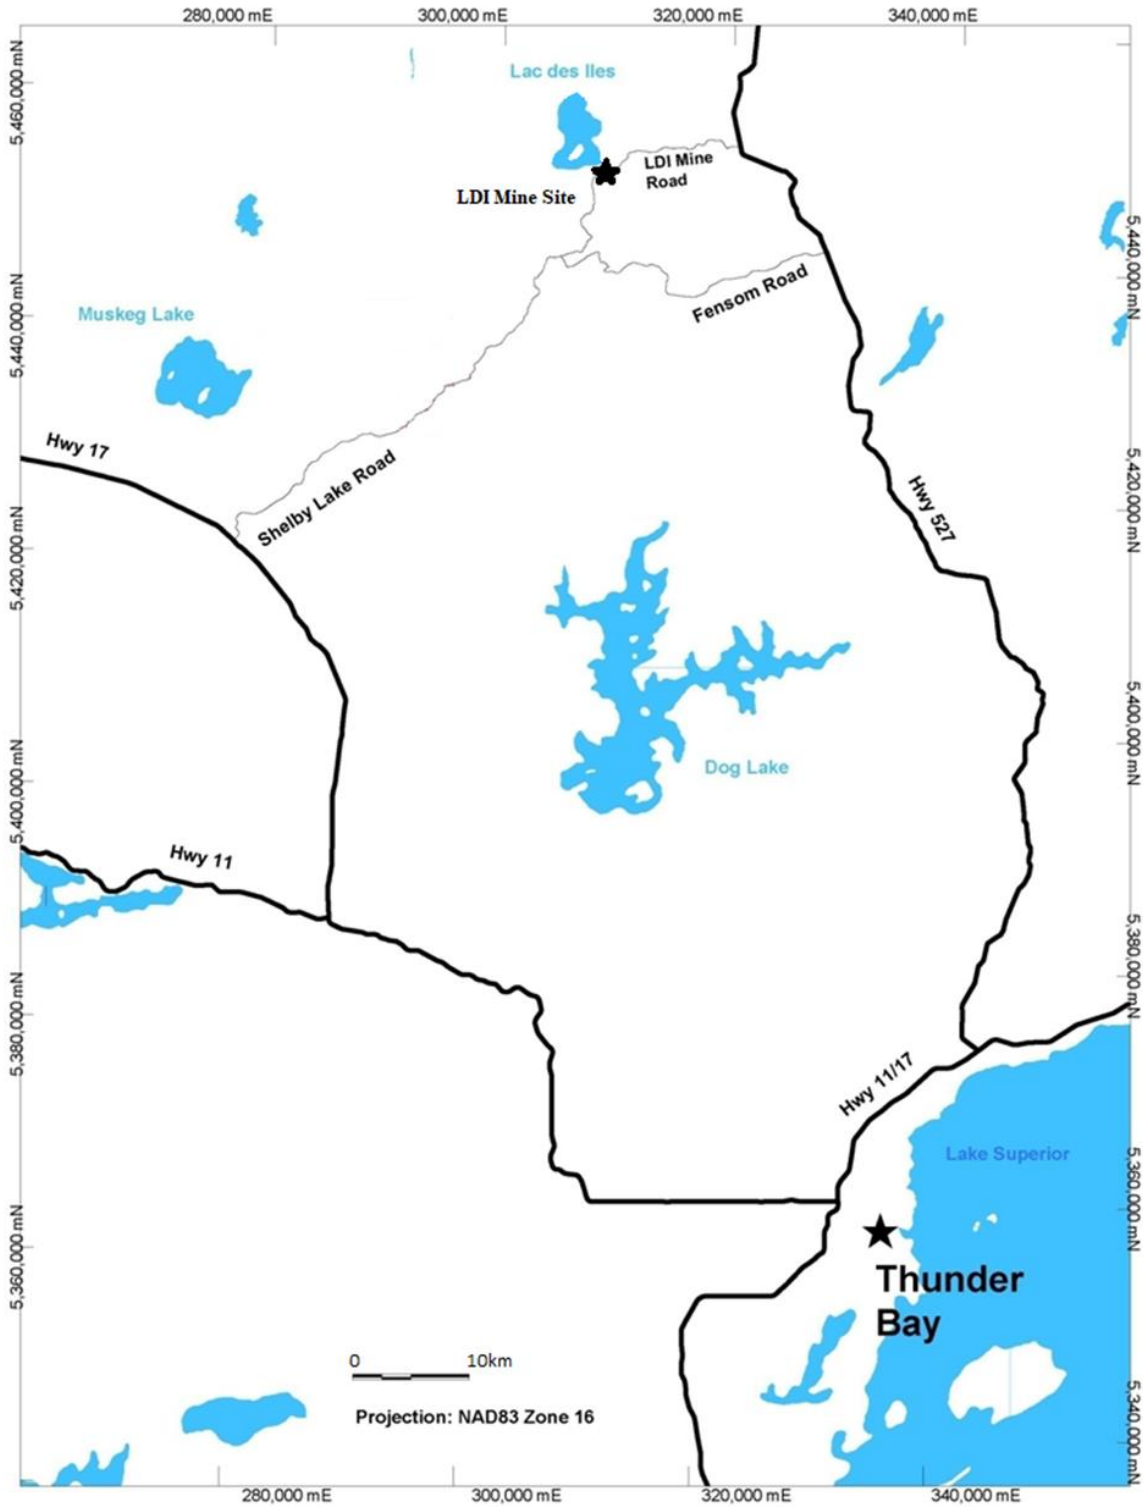 280,000 mE
300,000 mE
320,000 mE
340,000 mE
5,460,000 mN
Lac des Iles
LDI Mine
Road
LDI Mine Site
5,440,000 mN
Fensom Road
Muskeg Lake
5,440,000 mN
Hwy 17
Shelby Lake Road
5,420,000 mN
Hwy 527
5,420,000 mN
5,400,000 mN
Dog Lake
5,400,000 mN
Hwy 11
5,380,000 mN
5,380,000 mN
Hwy 11/17
Lake Superior
5,360,000 mN
5,360,000 mN
Thunder
Bay
0
10km
5,340,000 mN
Projection: NAD83 Zone 16
280,000 mE
300,000 mE
320,000 mE
340,000 mE